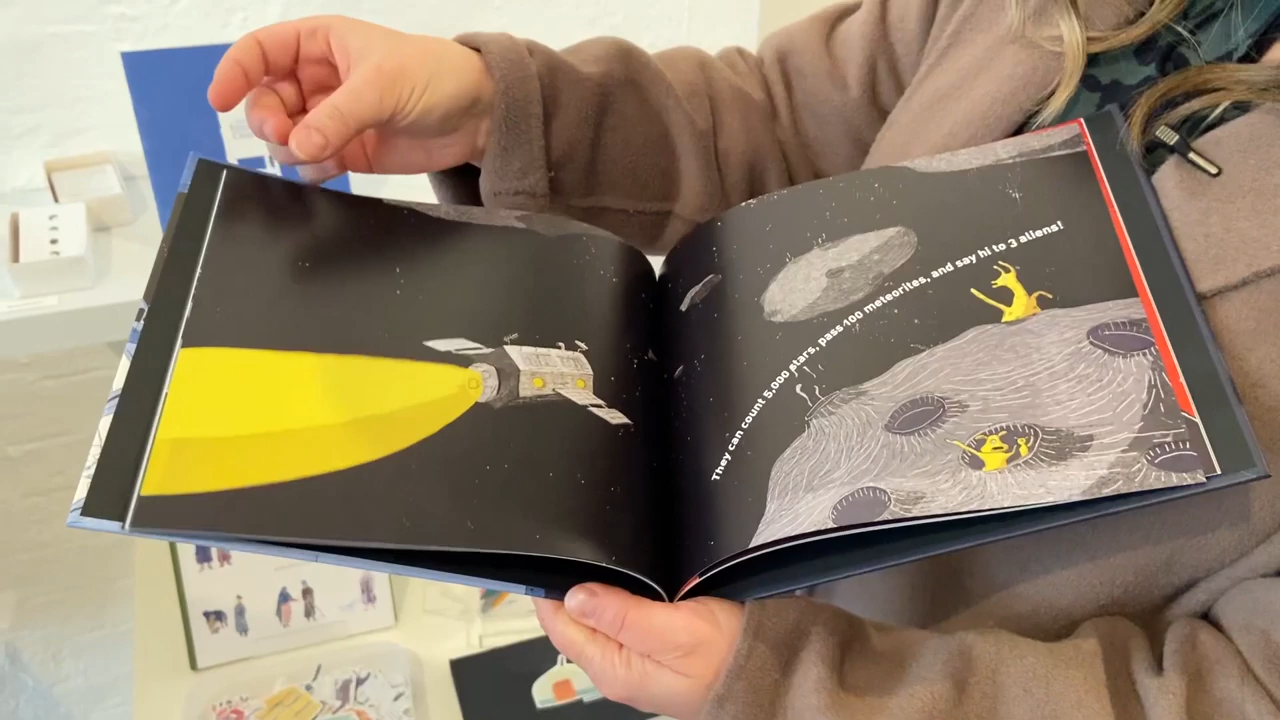 They can count 5,000 stars, pass 100 meteorites, and say hi to 3 aliens!